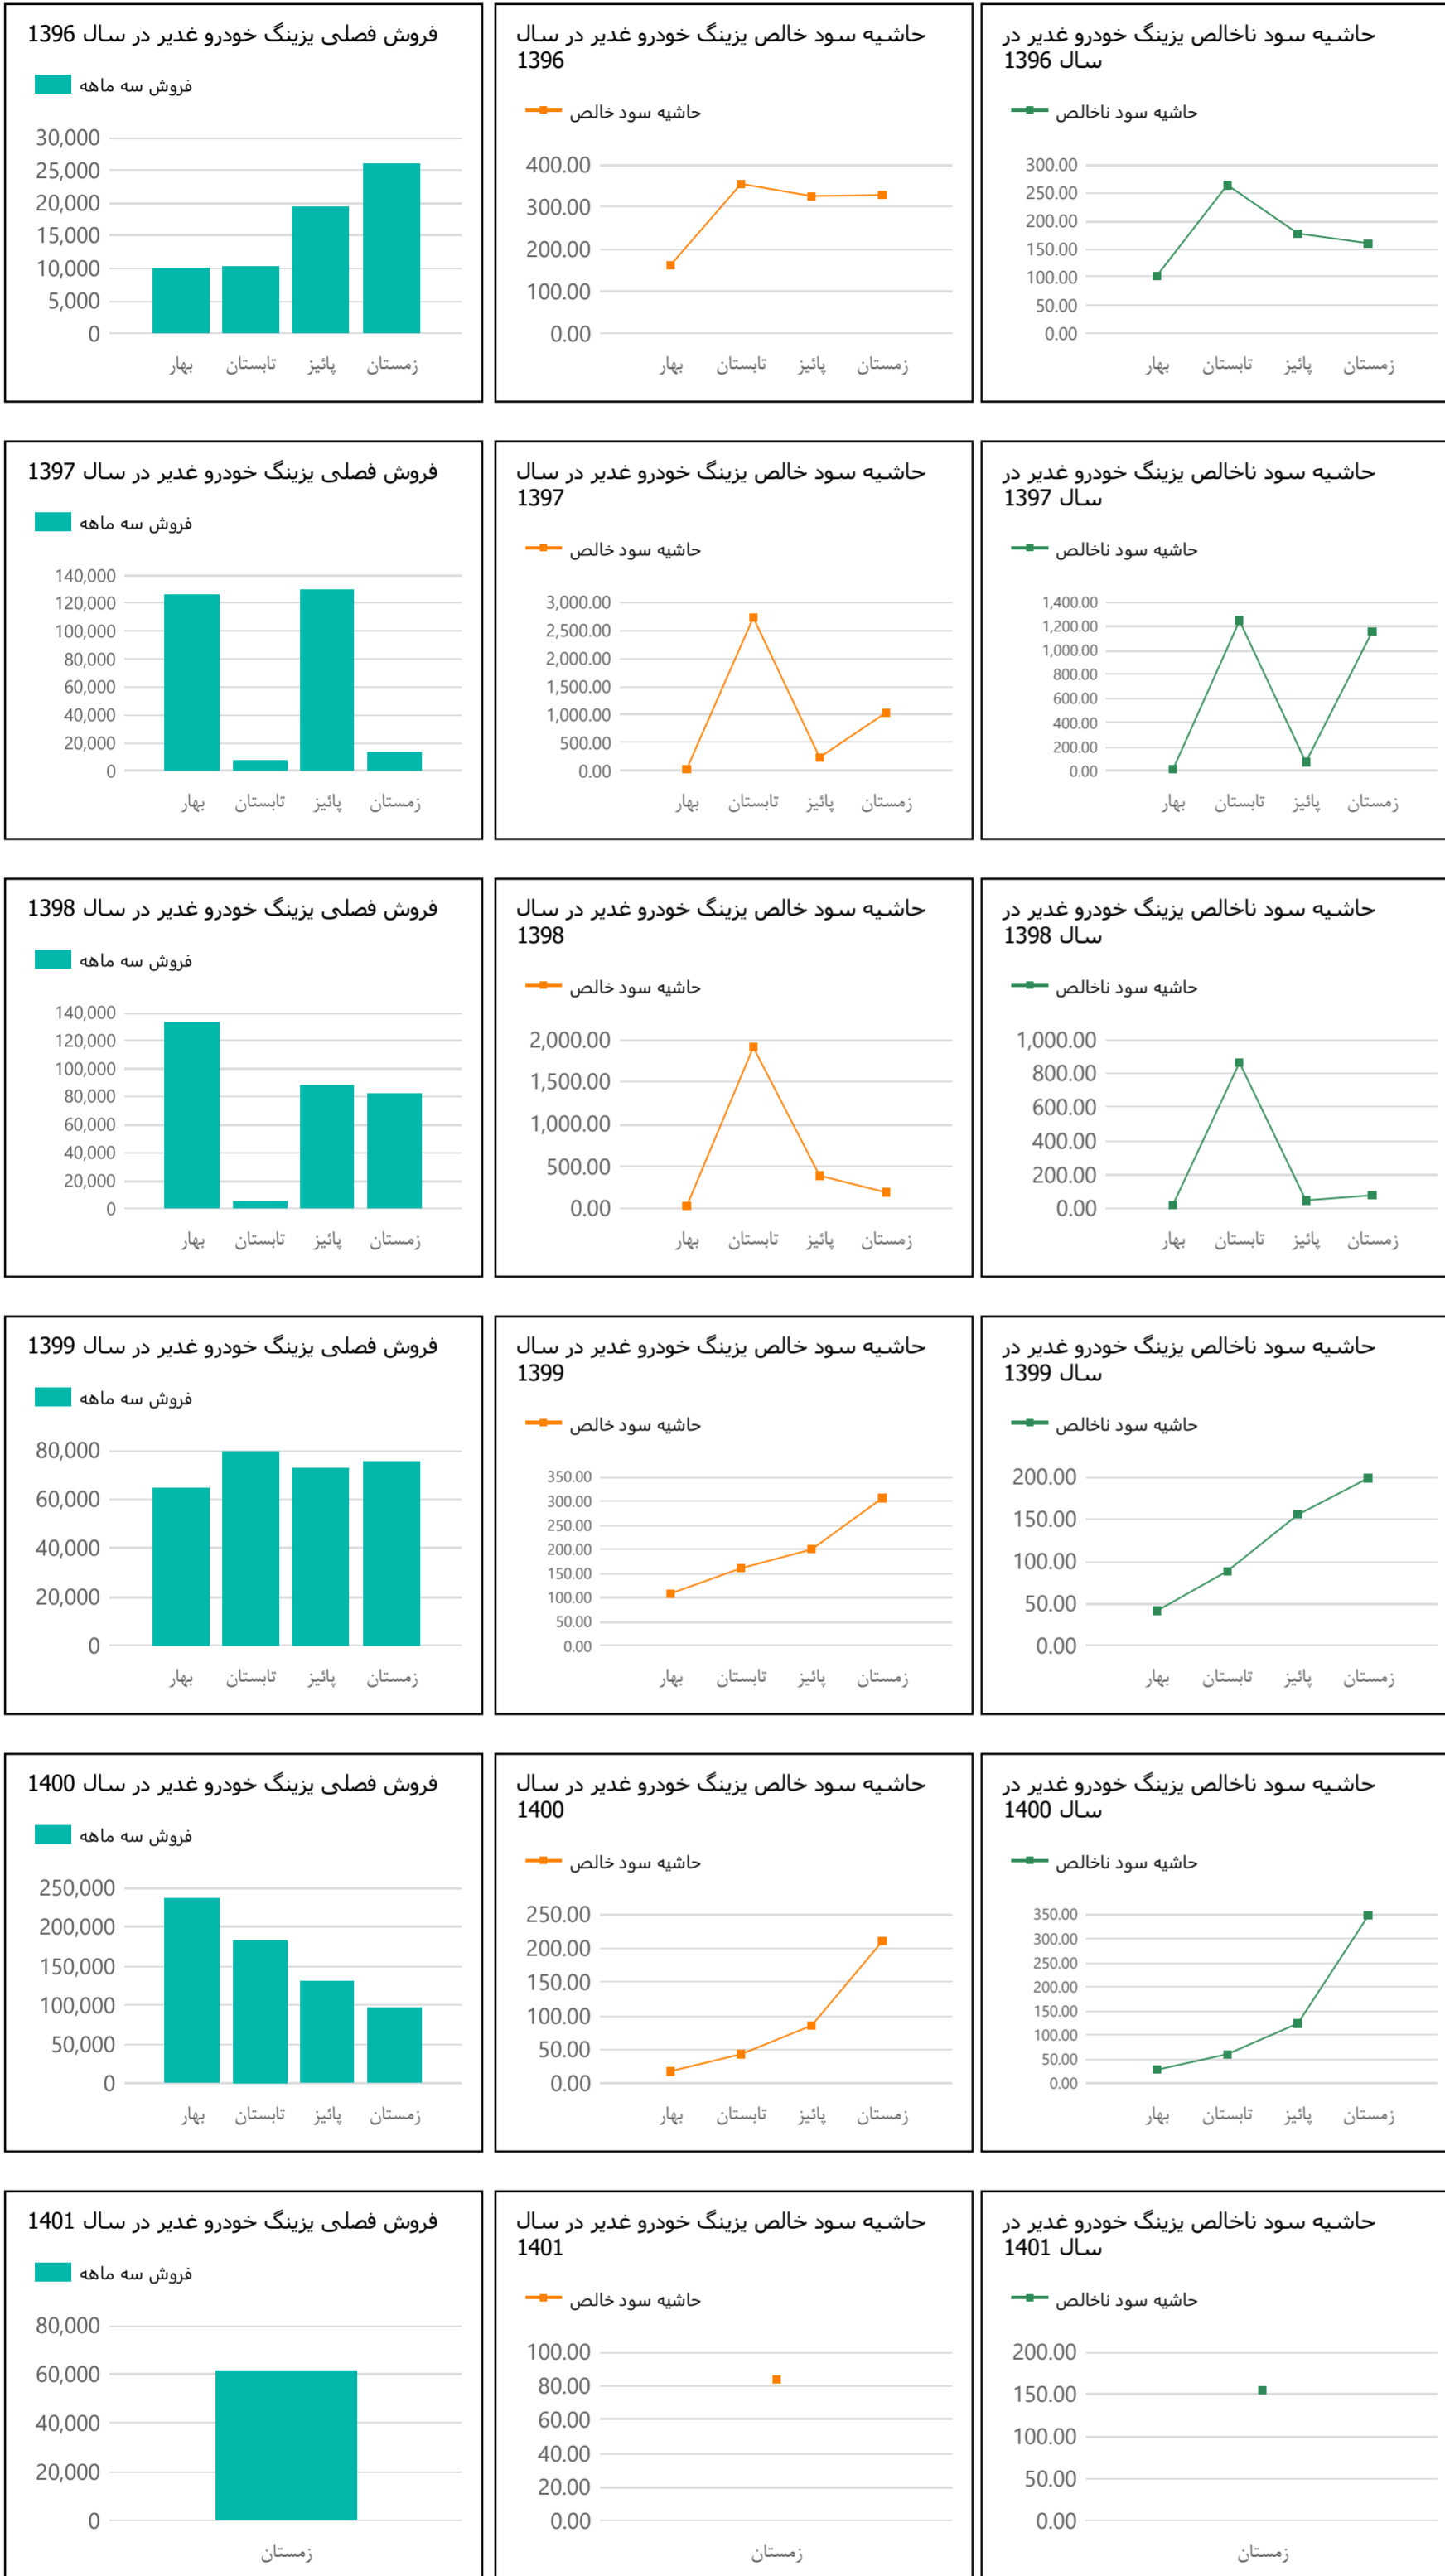 فروش فصلی یزینگ خودرو غدیر در سال 1396
فروش سه ماهه
30,000
25,000
20,000
15,000
10,000
5,000
0
بهار تابستان پائیز زمستان
حاشیه سود خالص یزینگ خودرو غدیر در سال
1396
حاشیه سود خالص
400.00
300.00
200.00
100.00
0.00
بهار تابستان پائیز زمستان
حاشیه سود ناخالص یزینگ خودرو غدیر در
سال 1396
حاشیه سود ناخالص
300.00
250.00
200.00
150.00
100.00
50.00
0.00
بهار تابستان پائیز زمستان
فروش فصلی یزینگ خودرو غدیر در سال 1397
فروش سه ماهه
140,000
120,000
100,000
80,000
60,000
40,000
20,000
0
بهار تابستان پائیز زمستان
حاشیه سود خالص یزینگ خودرو غدیر در سال
1397
حاشیه سود خالص
3,000.00
2,500.00
2,000.00
1,500.00
1,000.00
500.00
0.00
بهار تابستان پائیز زمستان
حاشیه سود ناخالص یزینگ خودرو غدیر در
سال 1397
حاشیه سود ناخالص
1,400.00
1,200.00
1,000.00
800.00
600.00
400.00
200.00
0.00
بهار تابستان پائیز زمستان
فروش فصلی یزینگ خودرو غدیر در سال 1398
فروش سه ماهه
140,000
120,000
100,000
80,000
60,000
40,000
20,000
0
بهار تابستان پائیز زمستان
حاشیه سود خالص یزینگ خودرو غدیر در سال
1398
حاشیه سود خالص
2,000.00
1,500.00
1,000.00
500.00
0.00
بهار تابستان پائیز زمستان
حاشیه سود ناخالص یزینگ خودرو غدیر در
سال 1398
حاشیه سود ناخالص
1,000.00
800.00
600.00
400.00
200.00
0.00
بهار تابستان پائیز زمستان
فروش فصلی یزینگ خودرو غدیر در سال 1399
فروش سه ماهه
80,000
60,000
40,000
20,000
0
بهار تابستان پائیز زمستان
حاشیه سود خالص یزینگ خودرو غدیر در سال
1399
حاشیه سود خالص
350.00
300.00
250.00
200.00
150.00
100.00
50.00
0.00
بهار تابستان پائیز زمستان
حاشیه سود ناخالص یزینگ خودرو غدیر در
سال 1399
حاشیه سود ناخالص
200.00
150.00
100.00
50.00
0.00
بهار تابستان پائیز زمستان
فروش فصلی یزینگ خودرو غدیر در سال 1400
فروش سه ماهه
250,000
200,000
150,000
100,000
50,000
0
بهار تابستان پائیز زمستان
حاشیه سود خالص یزینگ خودرو غدیر در سال
1400
حاشیه سود خالص
250.00
200.00
150.00
100.00
50.00
0.00
بهار تابستان پائیز زمستان
حاشیه سود ناخالص یزینگ خودرو غدیر در
سال 1400
حاشیه سود ناخالص
350.00
300.00
250.00
200.00
150.00
100.00
50.00
0.00
بهار تابستان پائیز زمستان
فروش فصلی یزینگ خودرو غدیر در سال 1401
فروش سه ماهه
80,000
60,000
40,000
20,000
0
زمستان
حاشیه سود خالص یزینگ خودرو غدیر در سال
1401
حاشیه سود خالص
100.00
80.00
60.00
40.00
20.00
0.00
زمستان
حاشیه سود ناخالص یزینگ خودرو غدیر در
سال 1401
حاشیه سود ناخالص
200.00
150.00
100.00
50.00
0.00
زمستان